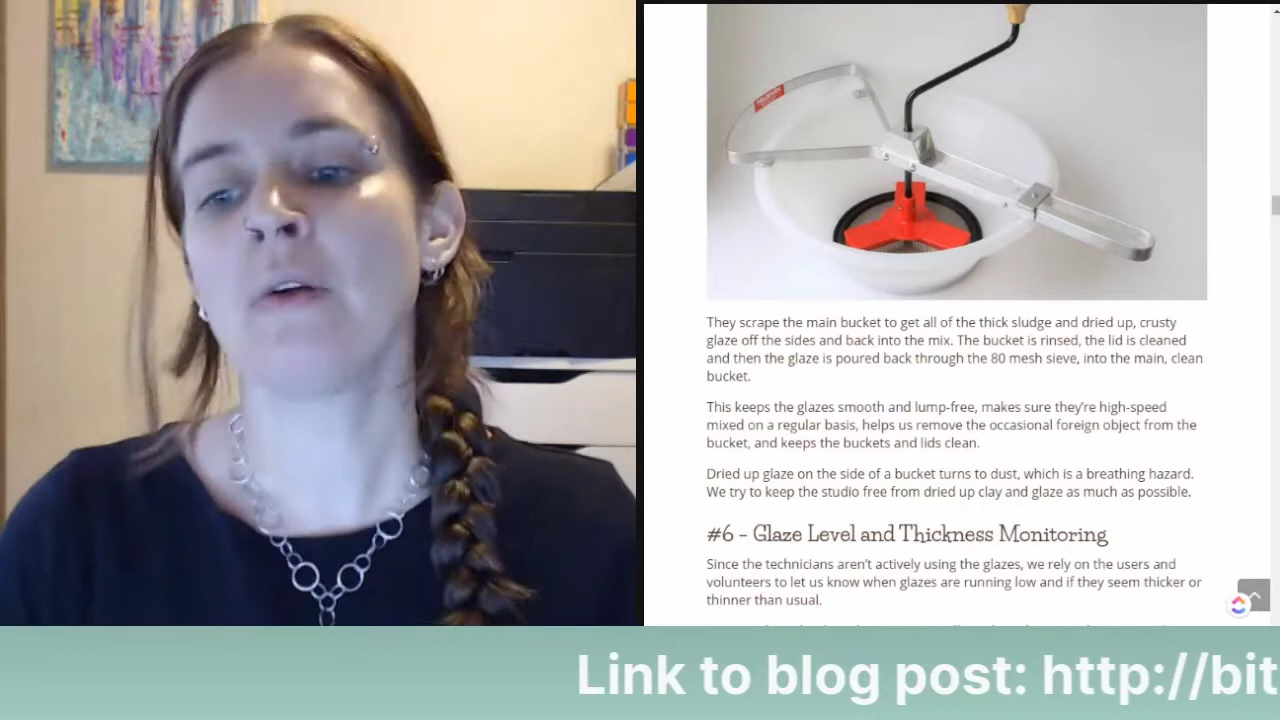 They scrape the main bucket to get all of the thick sludge and dried up, crusty
glaze off the sides and back into the mix. The bucket is rinsed, the lid is cleaned
and then the glaze is poured back through the 80 mesh sieve, into the main, clean
bucket.
This keeps the glazes smooth and lump-free, makes sure they're high-speed
mixed on a regular basis, helps us remove the occasional foreign object from the
bucket, and keeps the buckets and lids clean.
Dried up glaze on the side of a bucket turns to dust, which is a breathing hazard.
We try to keep the studio free from dried up clay and glaze as much as possible.
#6 – Glaze Level and Thickness Monitoring
Since the technicians aren't actively using the glazes, we rely on the users and
volunteers to let us know when glazes are running low and if they seem thicker or
thinner than usual.
Link to blog post: http://bit